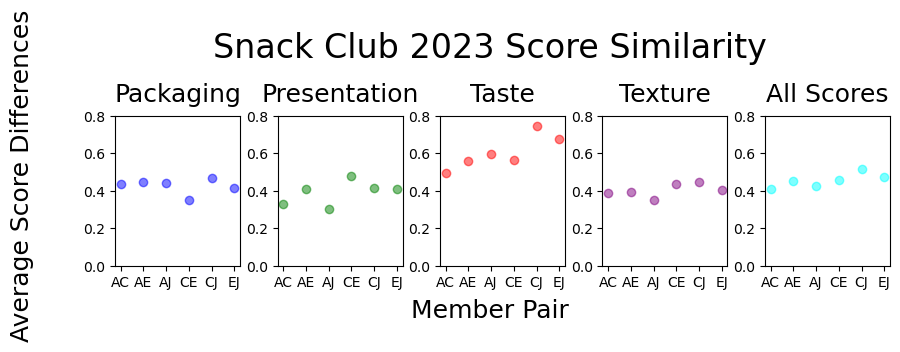 Snack Club 2023 Score Similarity
Average Score Differences
Packaging
0.8
0.6
0.4
0.2
0.0
AC AE AJ CE CJ EJ
Presentation
0.8
0.6
0.4
0.2
0.0
AC AE AJ CE CJ EJ
Taste
0.8
0.6
0.4
0.2
0.0
AC AE AJ CE CJ EJ
Texture
0.8
0.6
0.4
0.2
0.0
AC AE AJ CE CJ EJ
All Scores
0.8
0.6
0.4
0.2
0.0
AC AE AJ CE CJ EJ
Member Pair